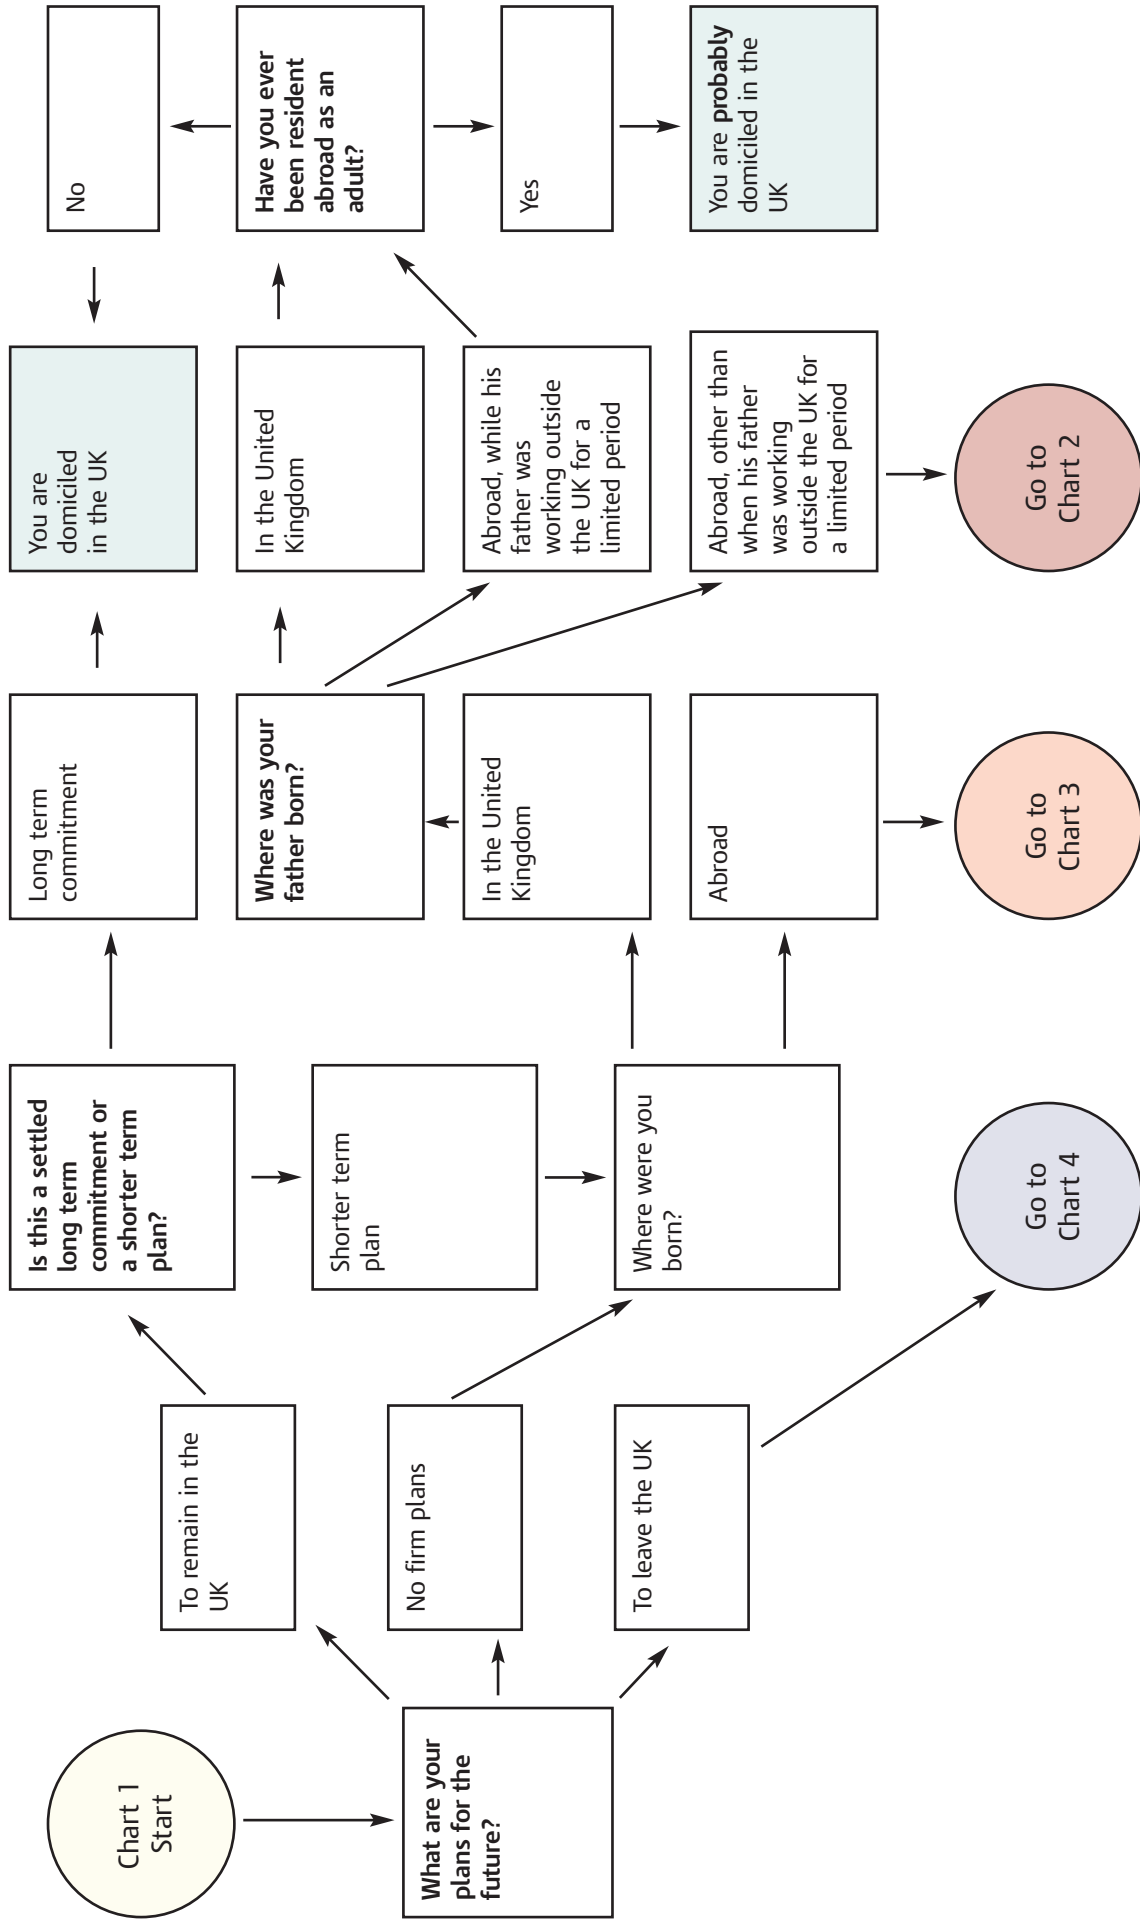 Chart 1
Start
What are your
plans for the
future?
To remain in the
UK
No firm plans
To leave the UK
Is this a settled
long term
commitment or
a shorter term
plan?
Shorter term
plan
Where were you
born?
Go to
Chart 4
Long term
commitment
Where was your
father born?
In the United
Kingdom
Abroad
Go to
Chart 3
You are
domiciled
in the UK
In the United
Kingdom
Abroad, while his
father was
working outside
the UK for a
limited period
Abroad, other than
when his father
was working
outside the UK for
a limited period
Go to
Chart 2
No
Have you ever
been resident
abroad as an
adult?
Yes
You are probably
domiciled in the
UK